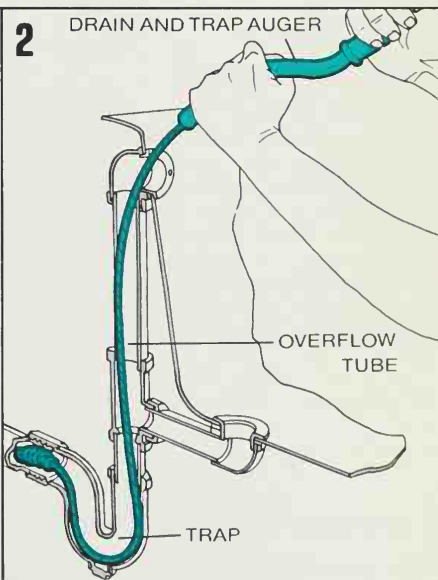 2
DRAIN AND TRAP AUGER
OVERFLOW
TUBE
TRAP